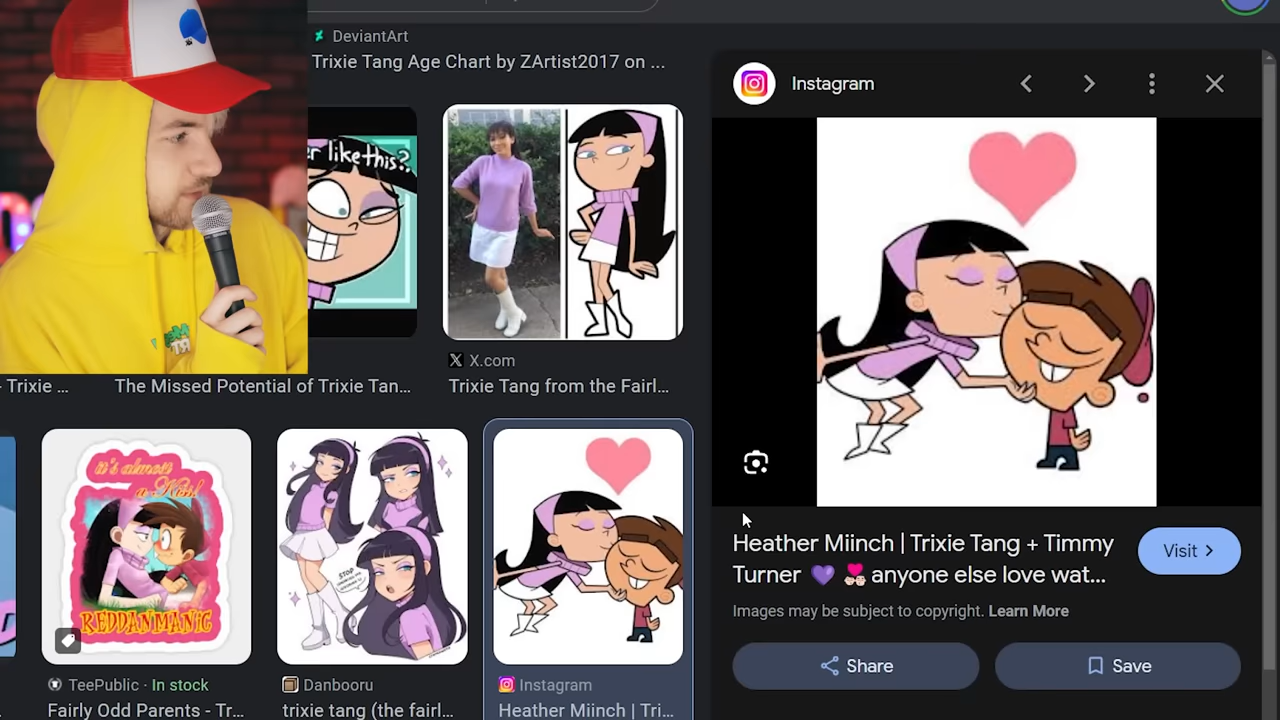 DeviantArt
Trixie Tang Age Chart by ZArtist2017 on ...
Instagram
er like this?
X.com
- Trixie ...
The Missed Potential of Trixie Tan...
Trixie Tang from the Fairl...
it's almost
a Kiss!
REDDANMANIC
STOP
Heather Miinch | Trixie Tang + Timmy
Turner 💜 💏 anyone else love wat...
Visit
Images may be subject to copyright. Learn More
Share
Save
TeePublic · In stock
Fairly Odd Parents - Tr...
Danbooru
trixie tang (the fairl...
Instagram
Heather Miinch | Tri...